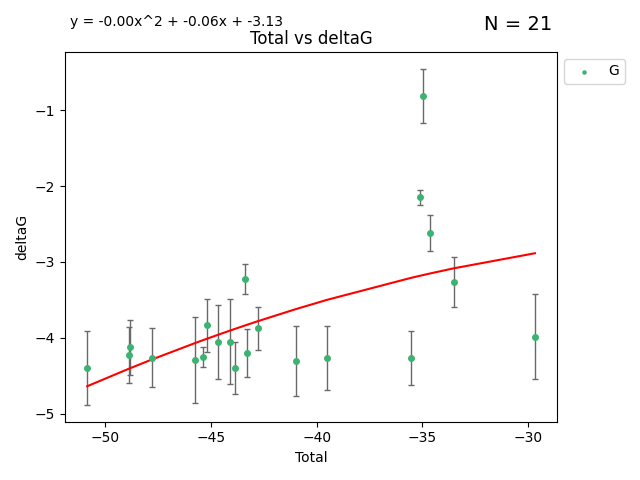 y = -0.00x^2 + -0.06x + -3.13
N = 21
Total vs deltaG
G
−1
−2
−3
−4
−5
deltaG
−50
−45
−40
−35
−30
Total